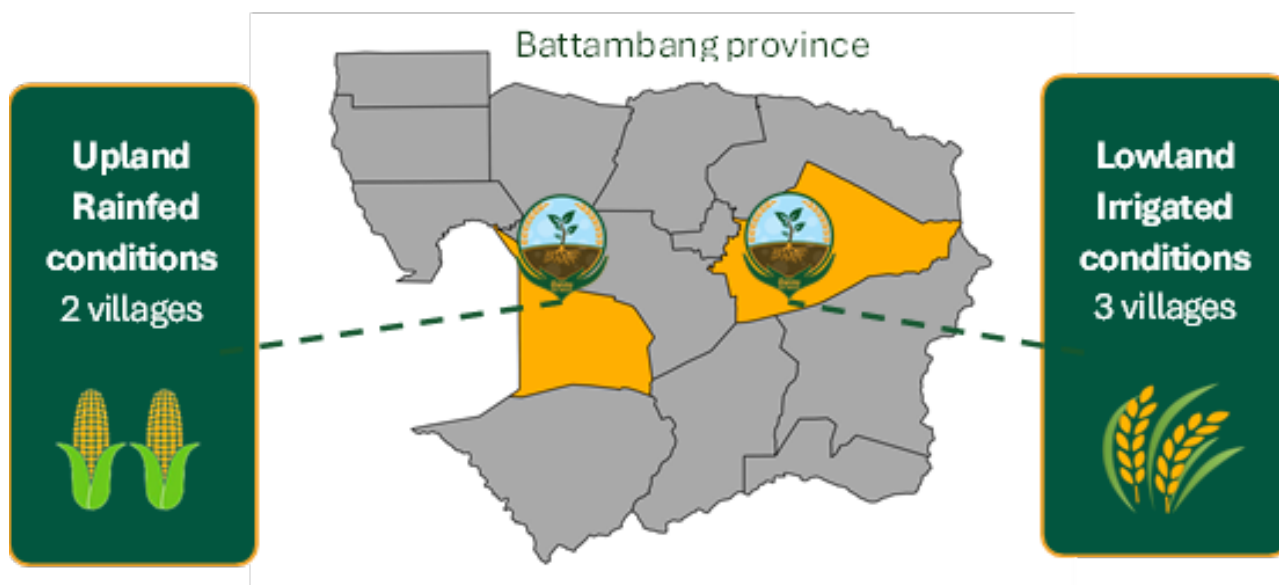 Battambang province
Upland
Rainfed
conditions
2 villages
Lowland
Irrigated
conditions
3 villages